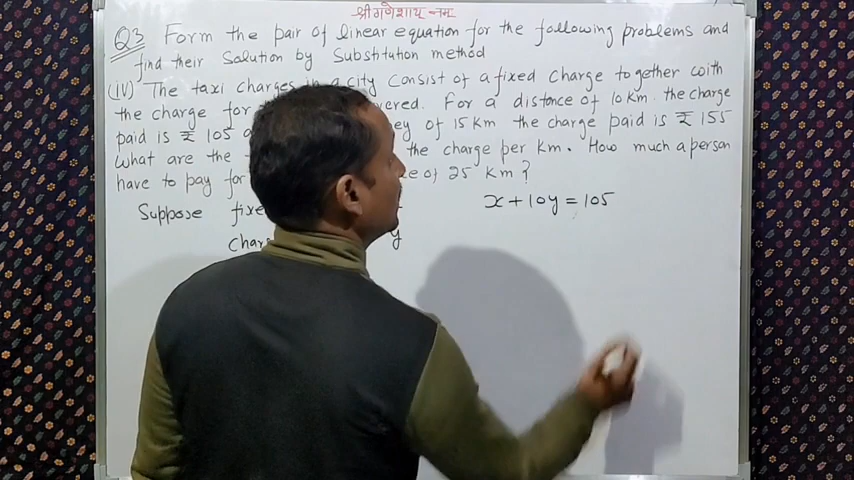 श्री गणेशाय नमः
Q3 Form the pair of linear equation for the following problems and
find their Solution by Substitution method
(iv) The taxi charges in a city Consist of a fixed Charge together with
the charge for overed. For a distance of 10 Km the charge
paid is ₹ 105 ey of 15 Km the charge paid is ₹ 155
what are the the charge per Km. How much a person
have to pay for ce of 25 Km?
x + 10y = 105
Suppose fixe
char y